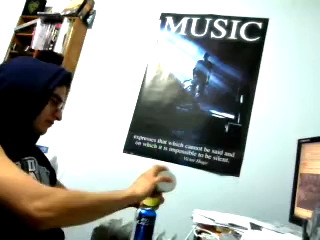 MUSIC
expresses that which cannot be said and
on which it is impossible to be silent.
Victor Hugo